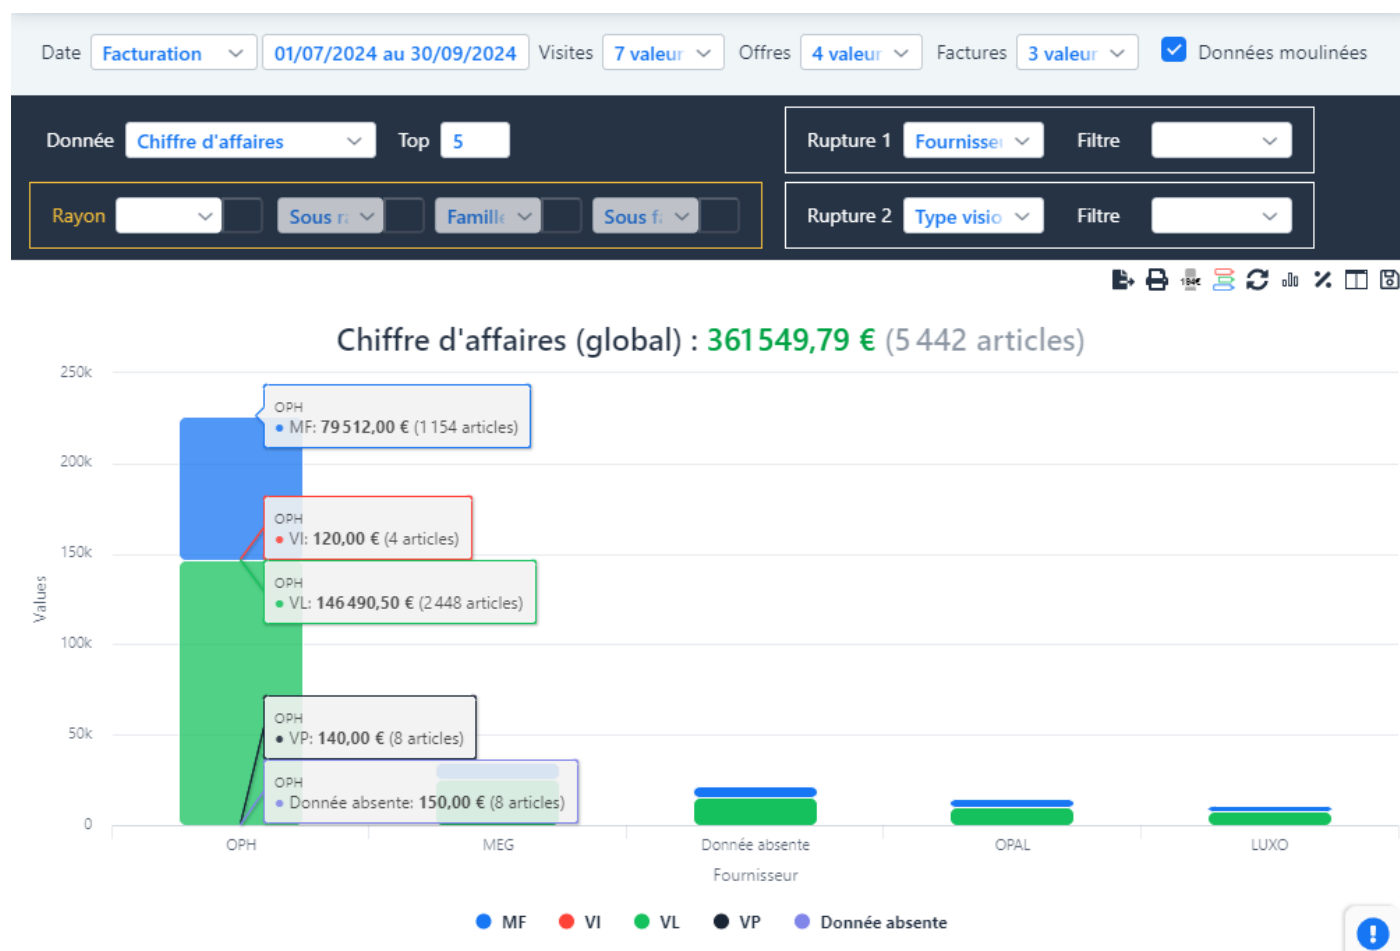 Date Facturation 01/07/2024 au 30/09/2024 Visites 7 valeur Offres 4 valeur Factures 3 valeur Données moulinées
Donnée Chiffre d'affaires Top 5 Rupture 1 Fournisse Filtre
Rayon Sous r Famille Sous f Rupture 2 Type visio Filtre
194€
Chiffre d'affaires (global) : 361 549,79 € (5 442 articles)
250k
OPH
MF: 79 512,00 € (1 154 articles)
200k
OPH
VI: 120,00 € (4 articles)
150k
OPH
VL: 146 490,50 € (2 448 articles)
Values
100k
OPH
VP: 140,00 € (8 articles)
50k
OPH
Donnée absente: 150,00 € (8 articles)
0
OPH MEG Donnée absente OPAL LUXO
Fournisseur
MF VI VL VP Donnée absente